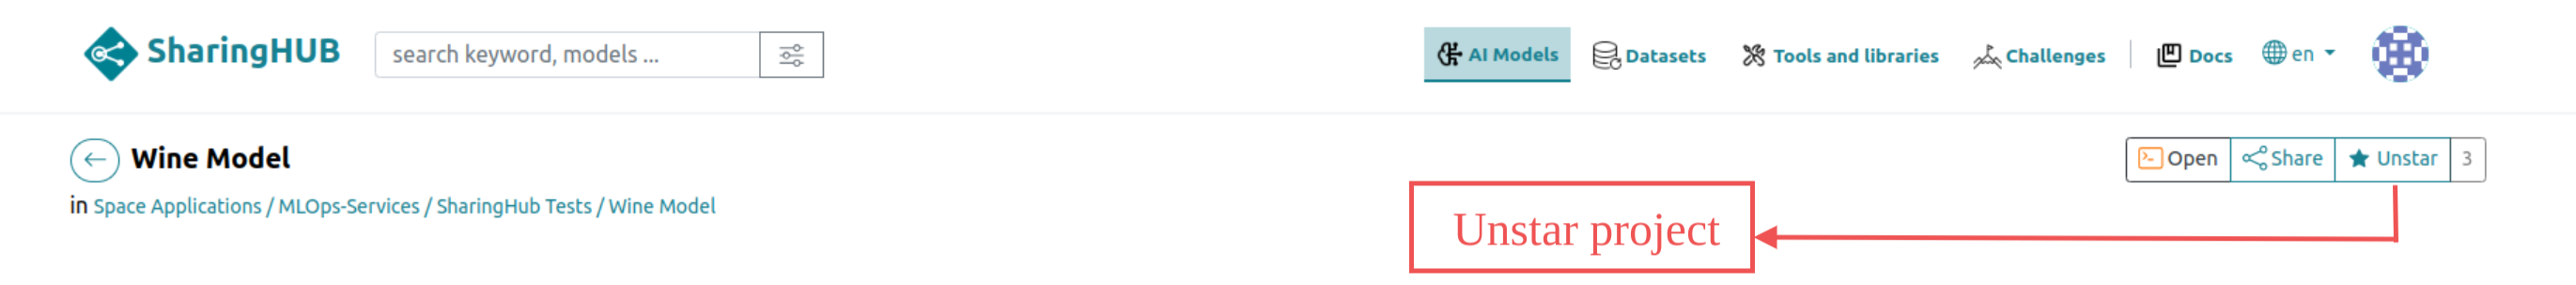 SharingHUB
search keyword, models ...
AI Models
Datasets
Tools and libraries
Challenges
Docs
en
Wine Model
Open
Share
Unstar
3
in Space Applications / MLOps-Services / SharingHub Tests / Wine Model
Unstar project